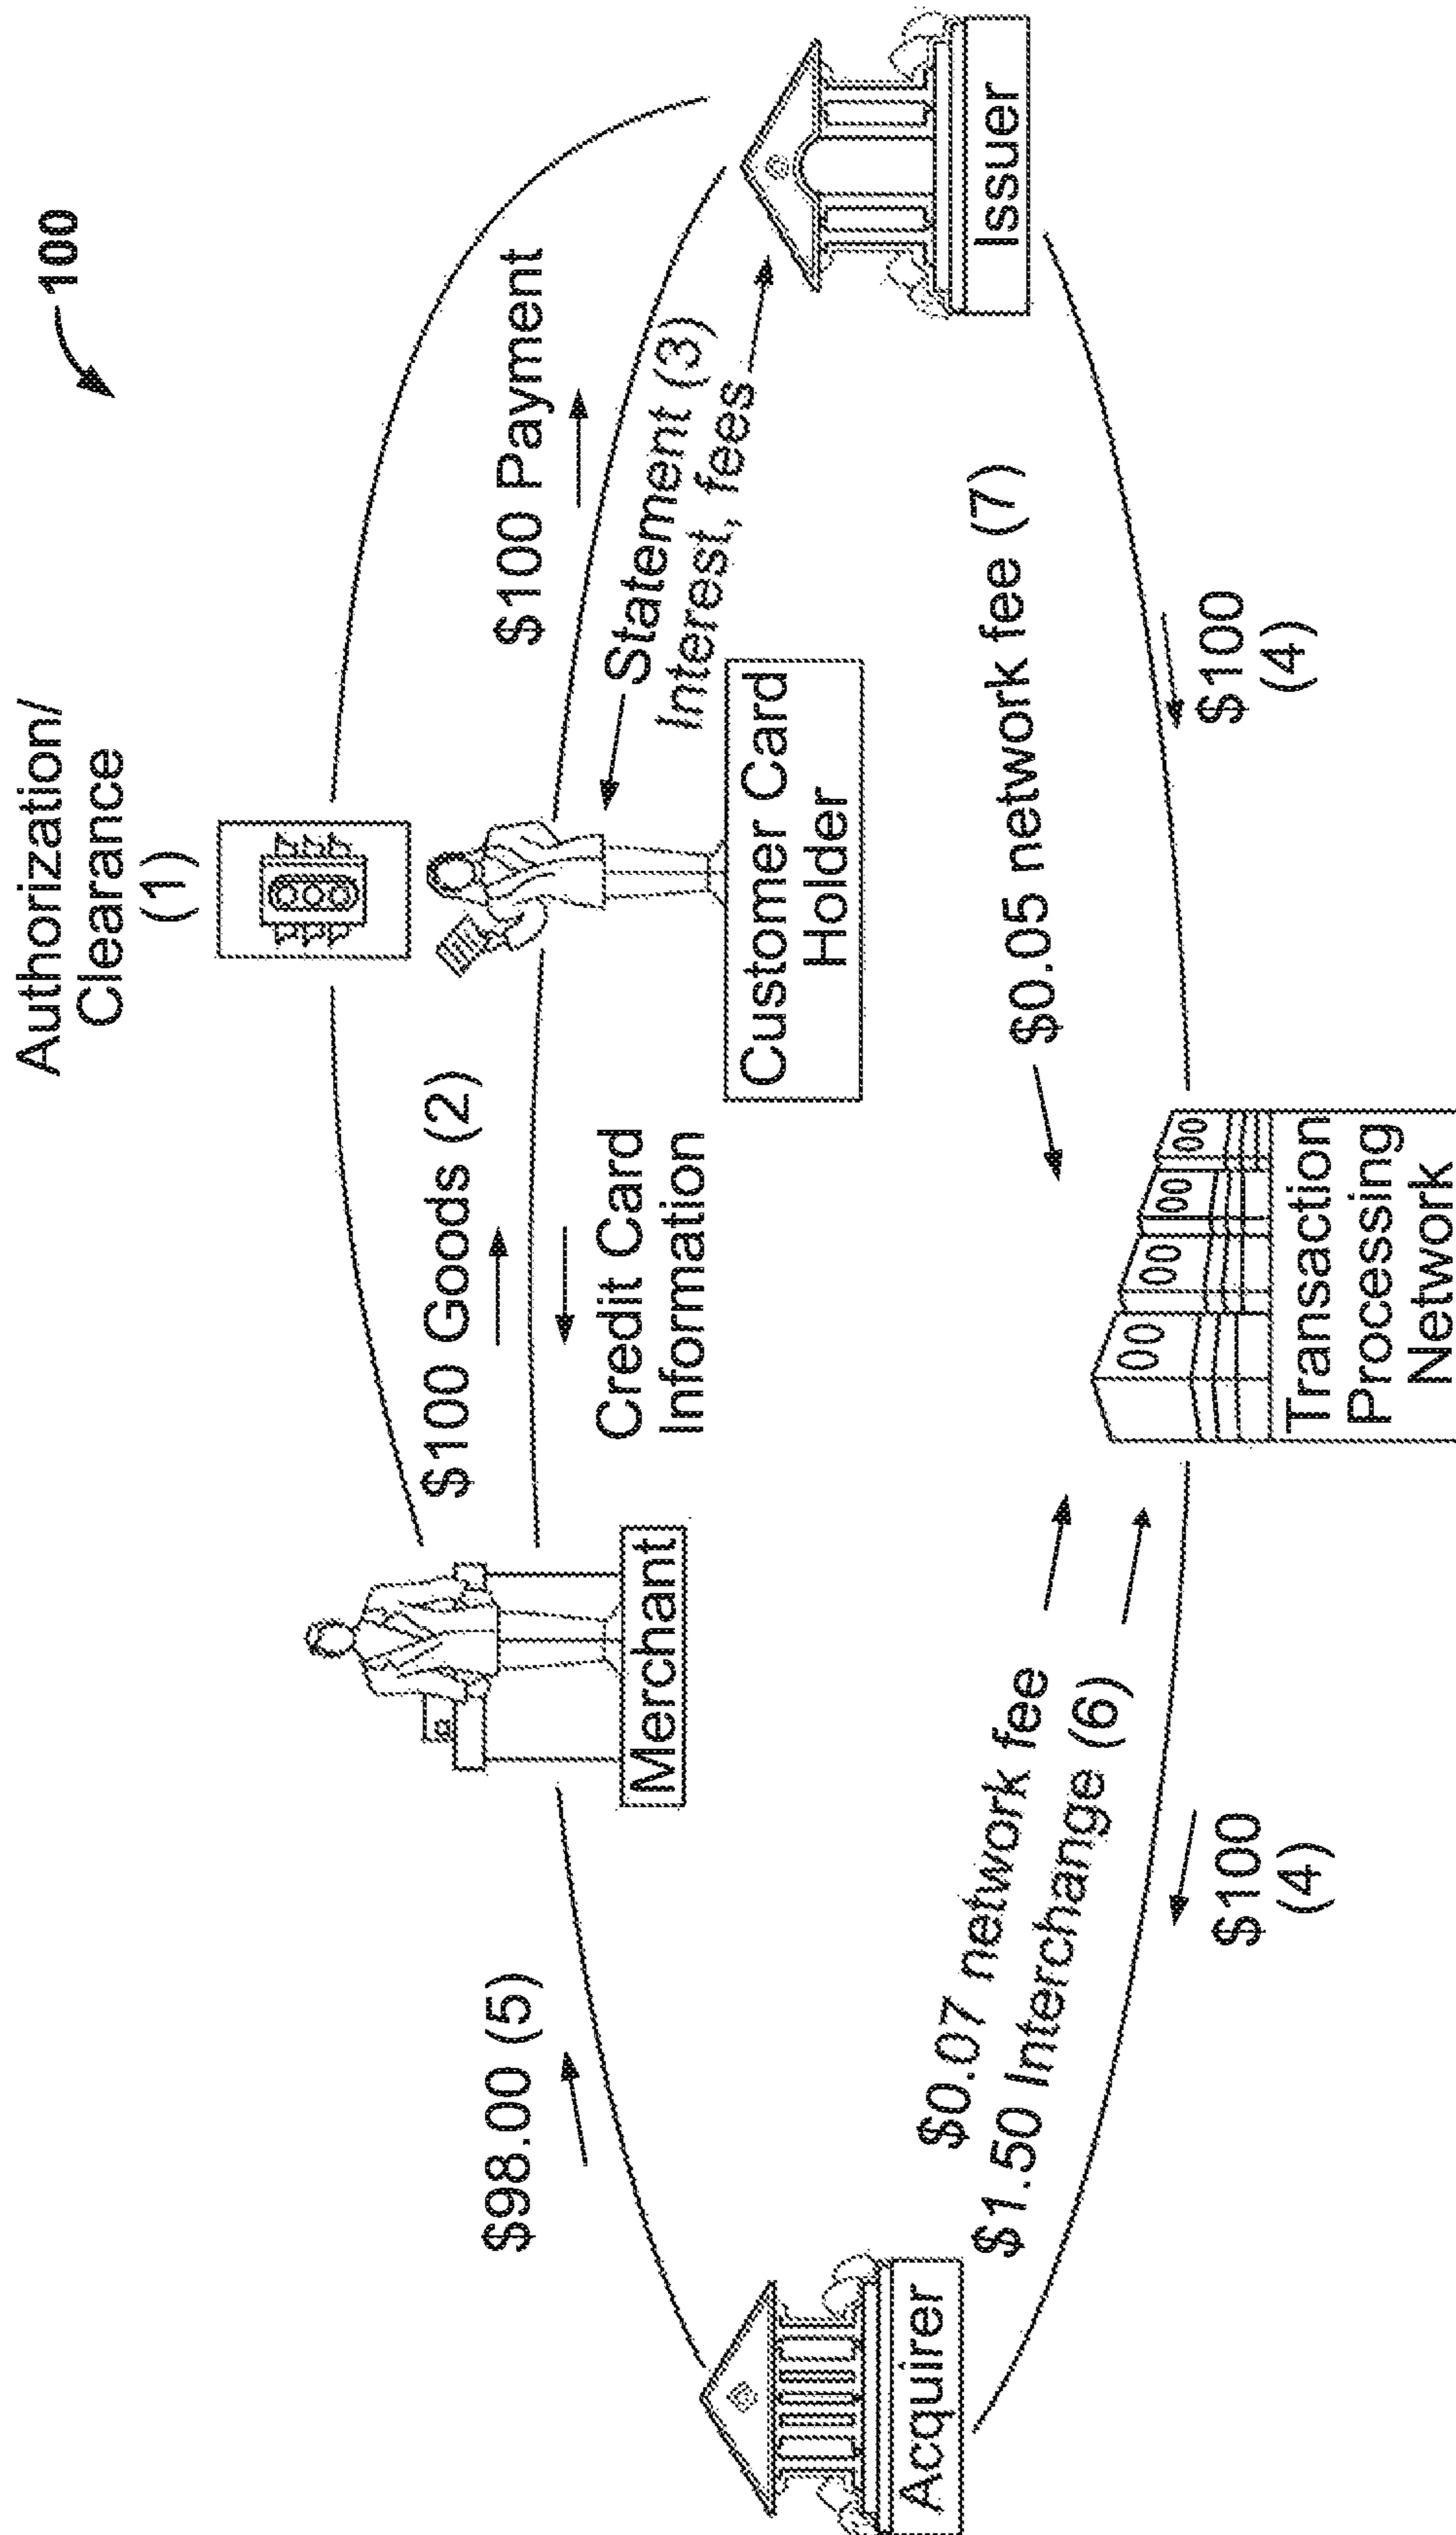 100
Authorization/
Clearance
(1)
$100 Goods (2)
Credit Card
Information
$100 Payment
Statement (3)
Interest, fees
Customer Card
Holder
Merchant
Issuer
$98.00 (5)
Acquirer
$0.07 network fee
$1.50 Interchange (6)
$100
(4)
Transaction
Processing
Network
$0.05 network fee (7)
$100
(4)